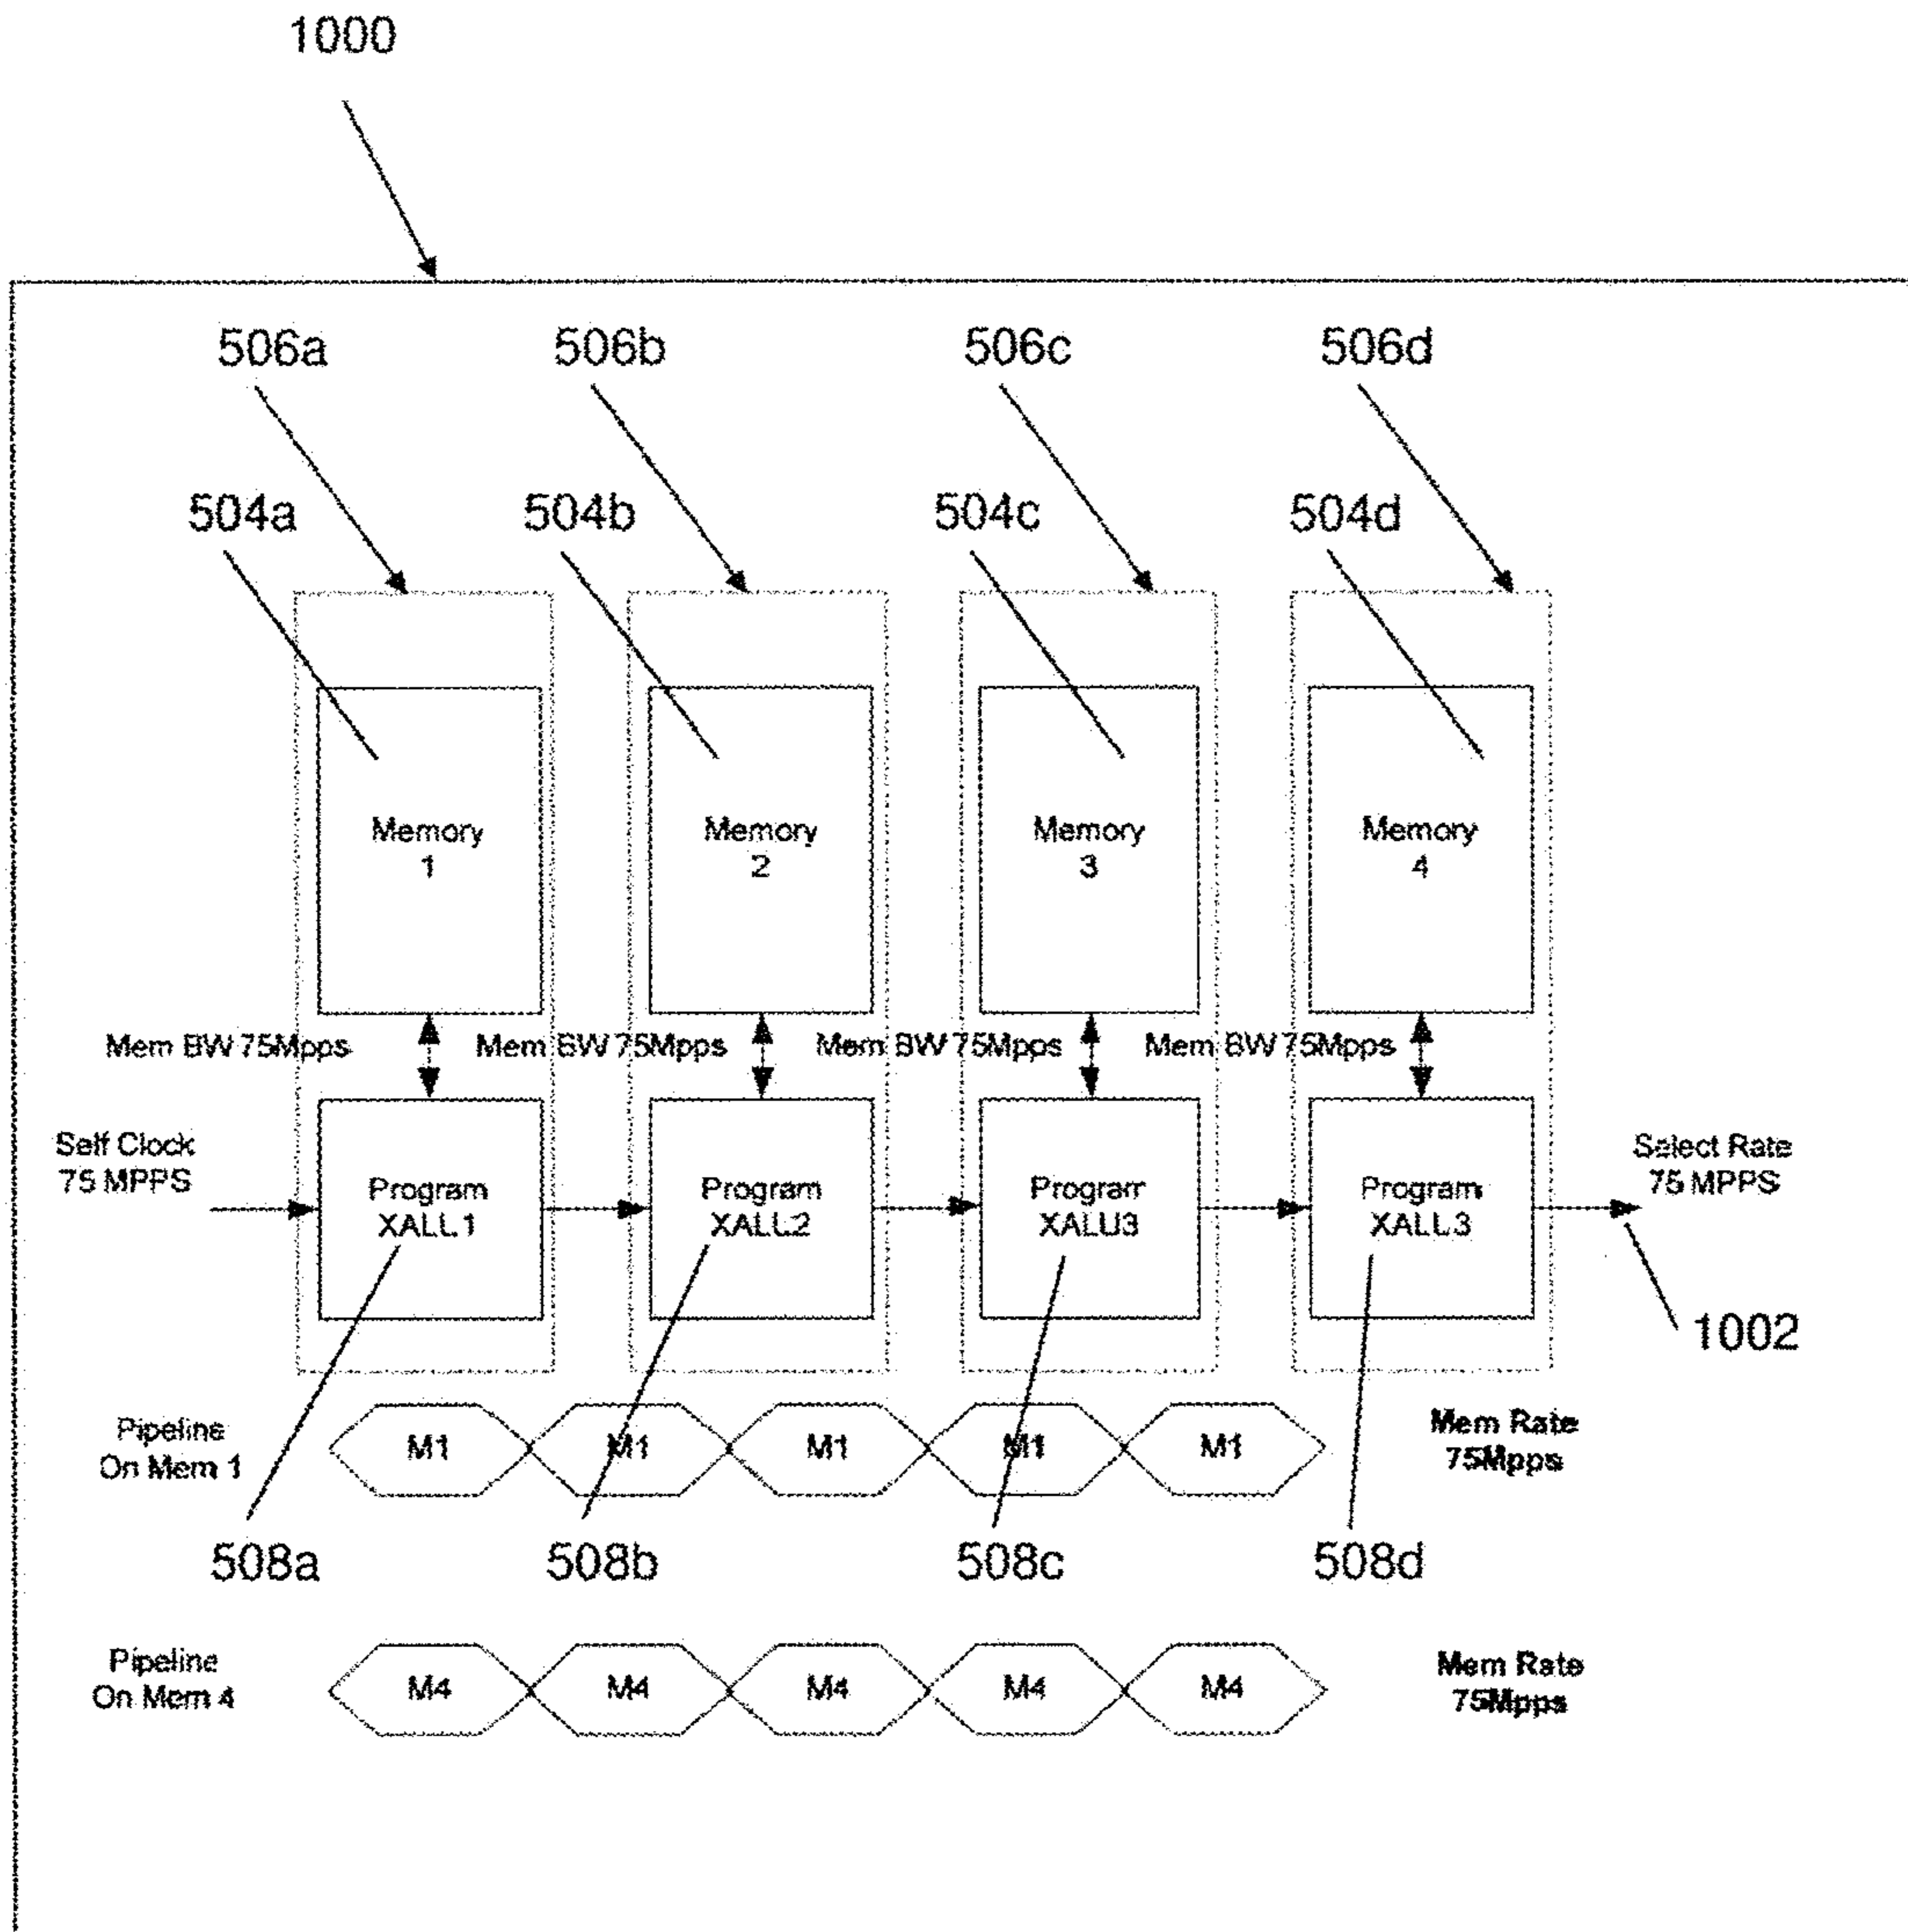 1000
506a 506b 506c 506d
504a 504b 504c 504d
Memory 1
Memory 2
Memory 3
Memory 4
Mem BW 75Mpps Mem BW 75Mpps Mem BW 75Mpps Mem BW 75Mpps
Self Clock
75 MPPS
Program
XALL1
Program
XALL2
Program
XALU3
Program
XALL3
Select Rate
75 MPPS
1002
Pipeline
On Mem 1
M1 M1 M1 M1 M1
Mem Rate
75Mpps
508a 508b 508c 508d
Pipeline
On Mem 4
M4 M4 M4 M4 M4
Mem Rate
75Mpps